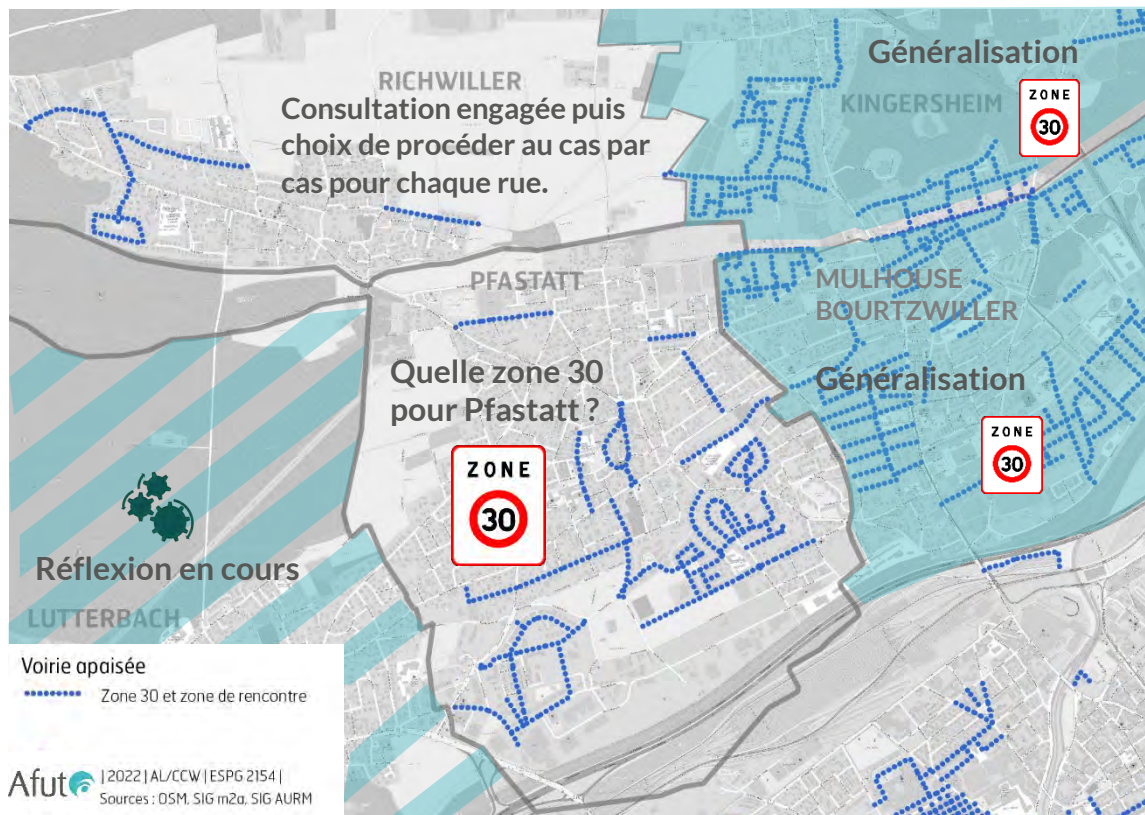 Généralisation
RICHWILLER
KINGERSHEIM
ZONE
30
Consultation engagée puis
choix de procéder au cas par
cas pour chaque rue.
PFASTATT
MULHOUSE
BOURTZWILLER
Quelle zone 30
pour Pfastatt ?
ZONE
30
Généralisation
ZONE
30
Réflexion en cours
LUTTERBACH
Voirie apaisée
Zone 30 et zone de rencontre
Afut
| 2022 | AL/CCW | ESPG 2154 |
Sources : OSM, SIG m2a, SIG AURM